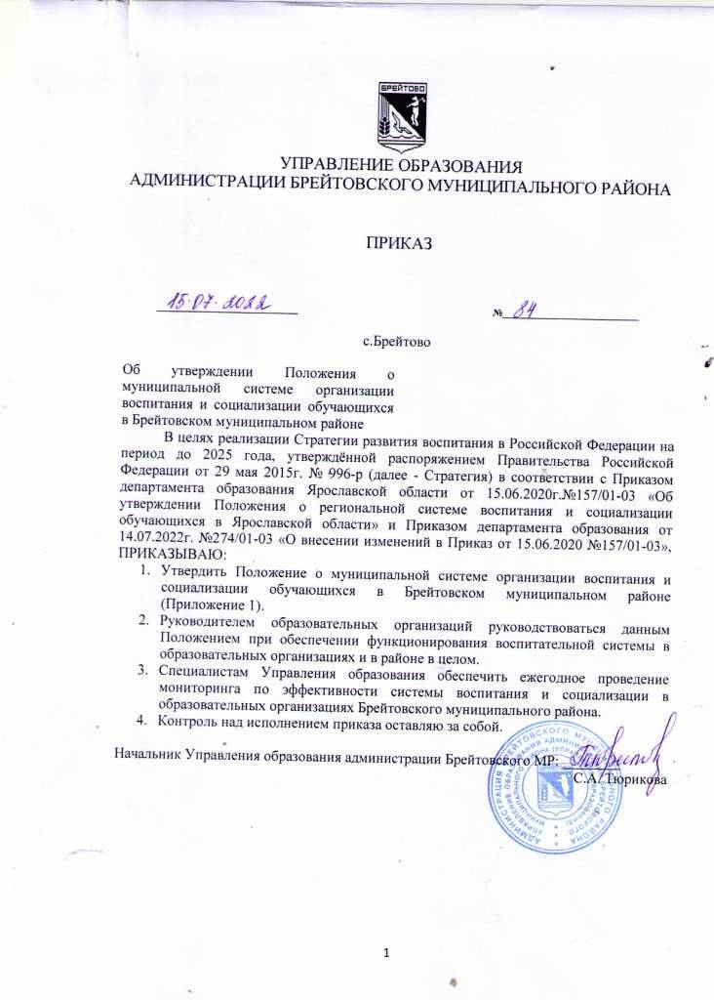 БРЕЙТОВО
УПРАВЛЕНИЕ ОБРАЗОВАНИЯ
АДМИНИСТРАЦИИ БРЕЙТОВСКОГО МУНИЦИПАЛЬНОГО РАЙОНА
ПРИКАЗ
15.07.2022 № 84
с.Брейтово
Об утверждении Положения о
муниципальной системе организации
воспитания и социализации обучающихся
в Брейтовском муниципальном районе
В целях реализации Стратегии развития воспитания в Российской Федерации на
период до 2025 года, утверждённой распоряжением Правительства Российской
Федерации от 29 мая 2015г. № 996-р (далее - Стратегия) в соответствии с Приказом
департамента образования Ярославской области от 15.06.2020г.№157/01-03 «Об
утверждении Положения о региональной системе воспитания и социализации
обучающихся в Ярославской области» и Приказом департамента образования от
14.07.2022г. №274/01-03 «О внесении изменений в Приказ от 15.06.2020 №157/01-03»,
ПРИКАЗЫВАЮ:
1. Утвердить Положение о муниципальной системе организации воспитания и
социализации обучающихся в Брейтовском муниципальном районе
(Приложение 1).
2. Руководителем образовательных организаций руководствоваться данным
Положением при обеспечении функционирования воспитательной системы в
образовательных организациях и в районе в целом.
3. Специалистам Управления образования обеспечить ежегодное проведение
мониторинга по эффективности системы воспитания и социализации в
образовательных организациях Брейтовского муниципального района.
4. Контроль над исполнением приказа оставляю за собой.
Начальник Управления образования администрации Брейтовского МР:
С.А. Тюрикова
1